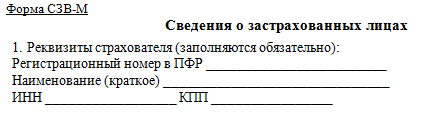 Форма СЗВ-М
Сведения о застрахованных лицах
1. Реквизиты страхователя (заполняются обязательно):
Регистрационный номер в ПФР ___________________________
Наименование (краткое) __________________________________
ИНН ____________________ КПП __________________